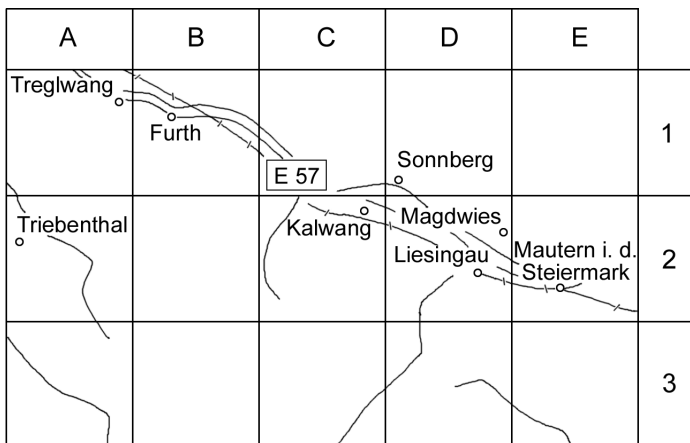 A B C D E
Treglwang
Furth
1
E 57
Sonnberg
Triebenthal
Kalwang
Magdwies
Liesingau
Mautern i. d.
Steiermark
2
3